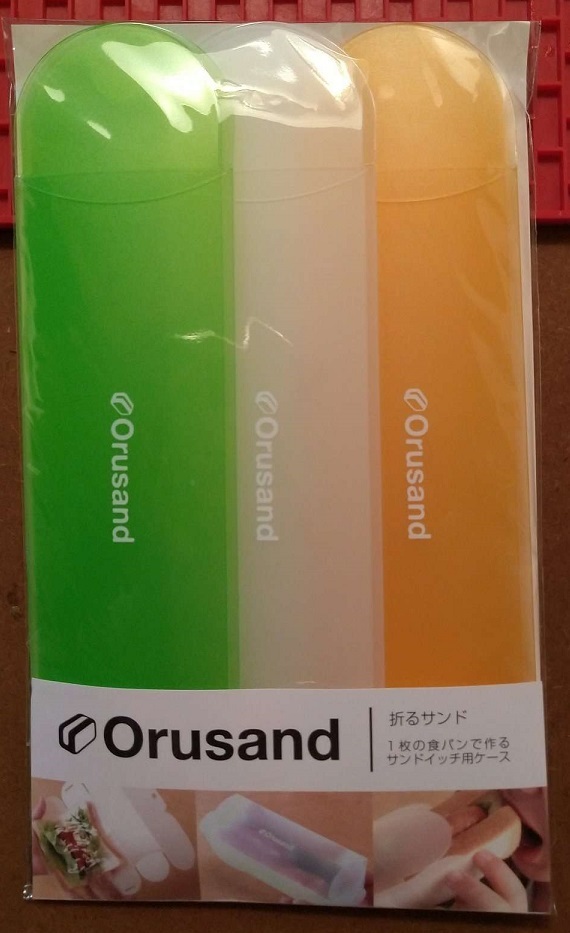 Orusand
Orusand
Orusand
Orusand
折るサンド
1枚の食パンで作る
サンドイッチ用ケース